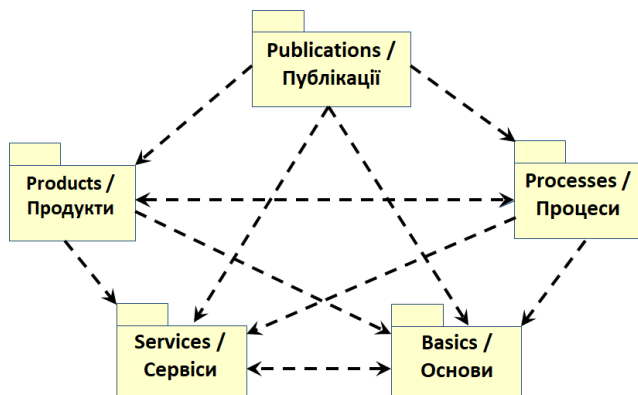 Publications /
Публікації
Products /
Продукти
Processes /
Процеси
Services /
Сервіси
Basics /
Основи